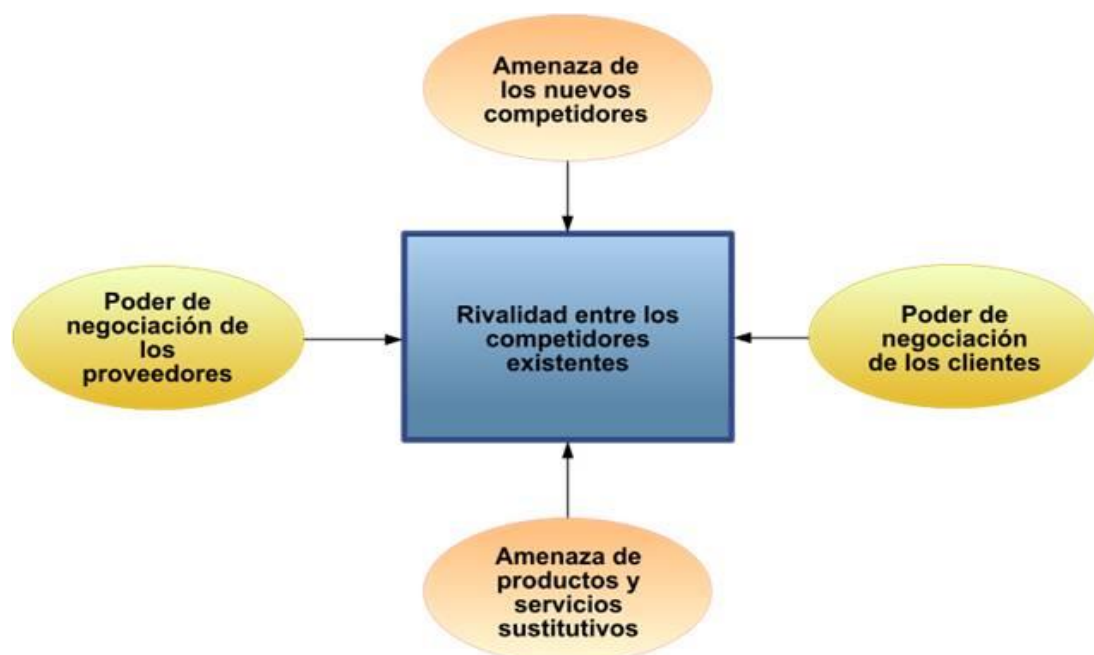 Amenaza de
los nuevos
competidores
Poder de
negociación de
los
proveedores
Rivalidad entre los
competidores
existentes
Poder de
negociación
de los clientes
Amenaza de
productos y
servicios
sustitutivos